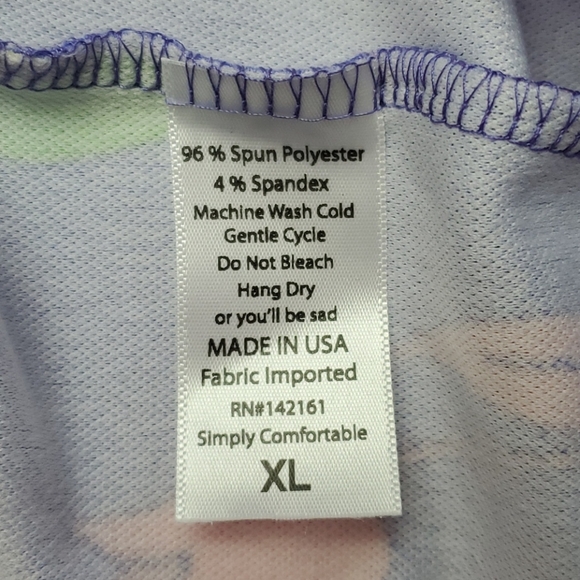 96 % Spun Polyester
4 % Spandex
Machine Wash Cold
Gentle Cycle
Do Not Bleach
Hang Dry
or you'll be sad
MADE IN USA
Fabric Imported
RN#142161
Simply Comfortable
XL